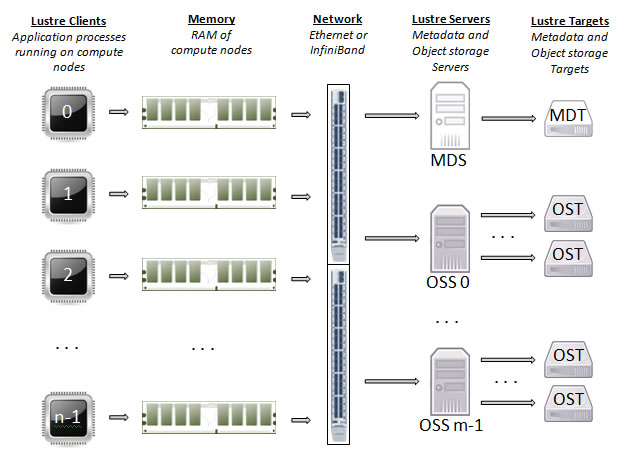 Lustre Clients
Application processes
running on compute
nodes
Memory
RAM of
compute nodes
Network
Ethernet or
InfiniBand
Lustre Servers
Metadata and
Object storage
Servers
Lustre Targets
Metadata and
Object storage
Targets
0
MDS
MDT
1
OST
. . .
OST
2
OSS 0
. . .
. . .
. . .
OST
. . .
OST
n-1
OSS m-1